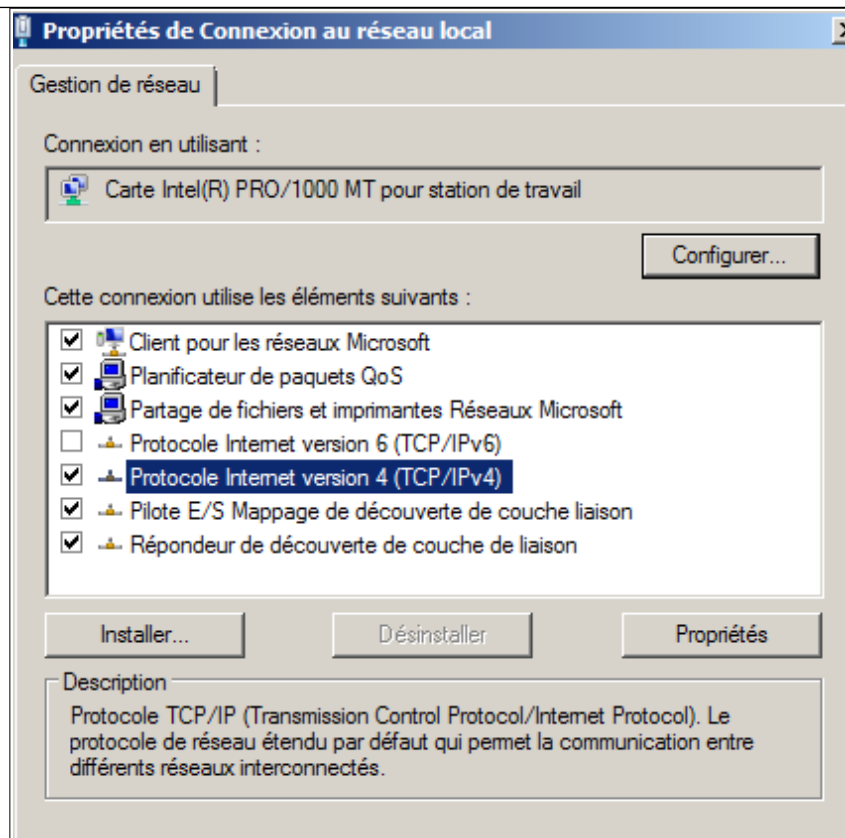 Propriétés de Connexion au réseau local
Gestion de réseau
Connexion en utilisant :
Carte Intel(R) PRO/1000 MT pour station de travail
Configurer...
Cette connexion utilise les éléments suivants :
Client pour les réseaux Microsoft
Planificateur de paquets QoS
Partage de fichiers et imprimantes Réseaux Microsoft
Protocole Internet version 6 (TCP/IPv6)
Protocole Internet version 4 (TCP/IPv4)
Pilote E/S Mappage de découverte de couche liaison
Répondeur de découverte de couche de liaison
Installer...
Désinstaller
Propriétés
Description
Protocole TCP/IP (Transmission Control Protocol/Internet Protocol). Le
protocole de réseau étendu par défaut qui permet la communication entre
différents réseaux interconnectés.